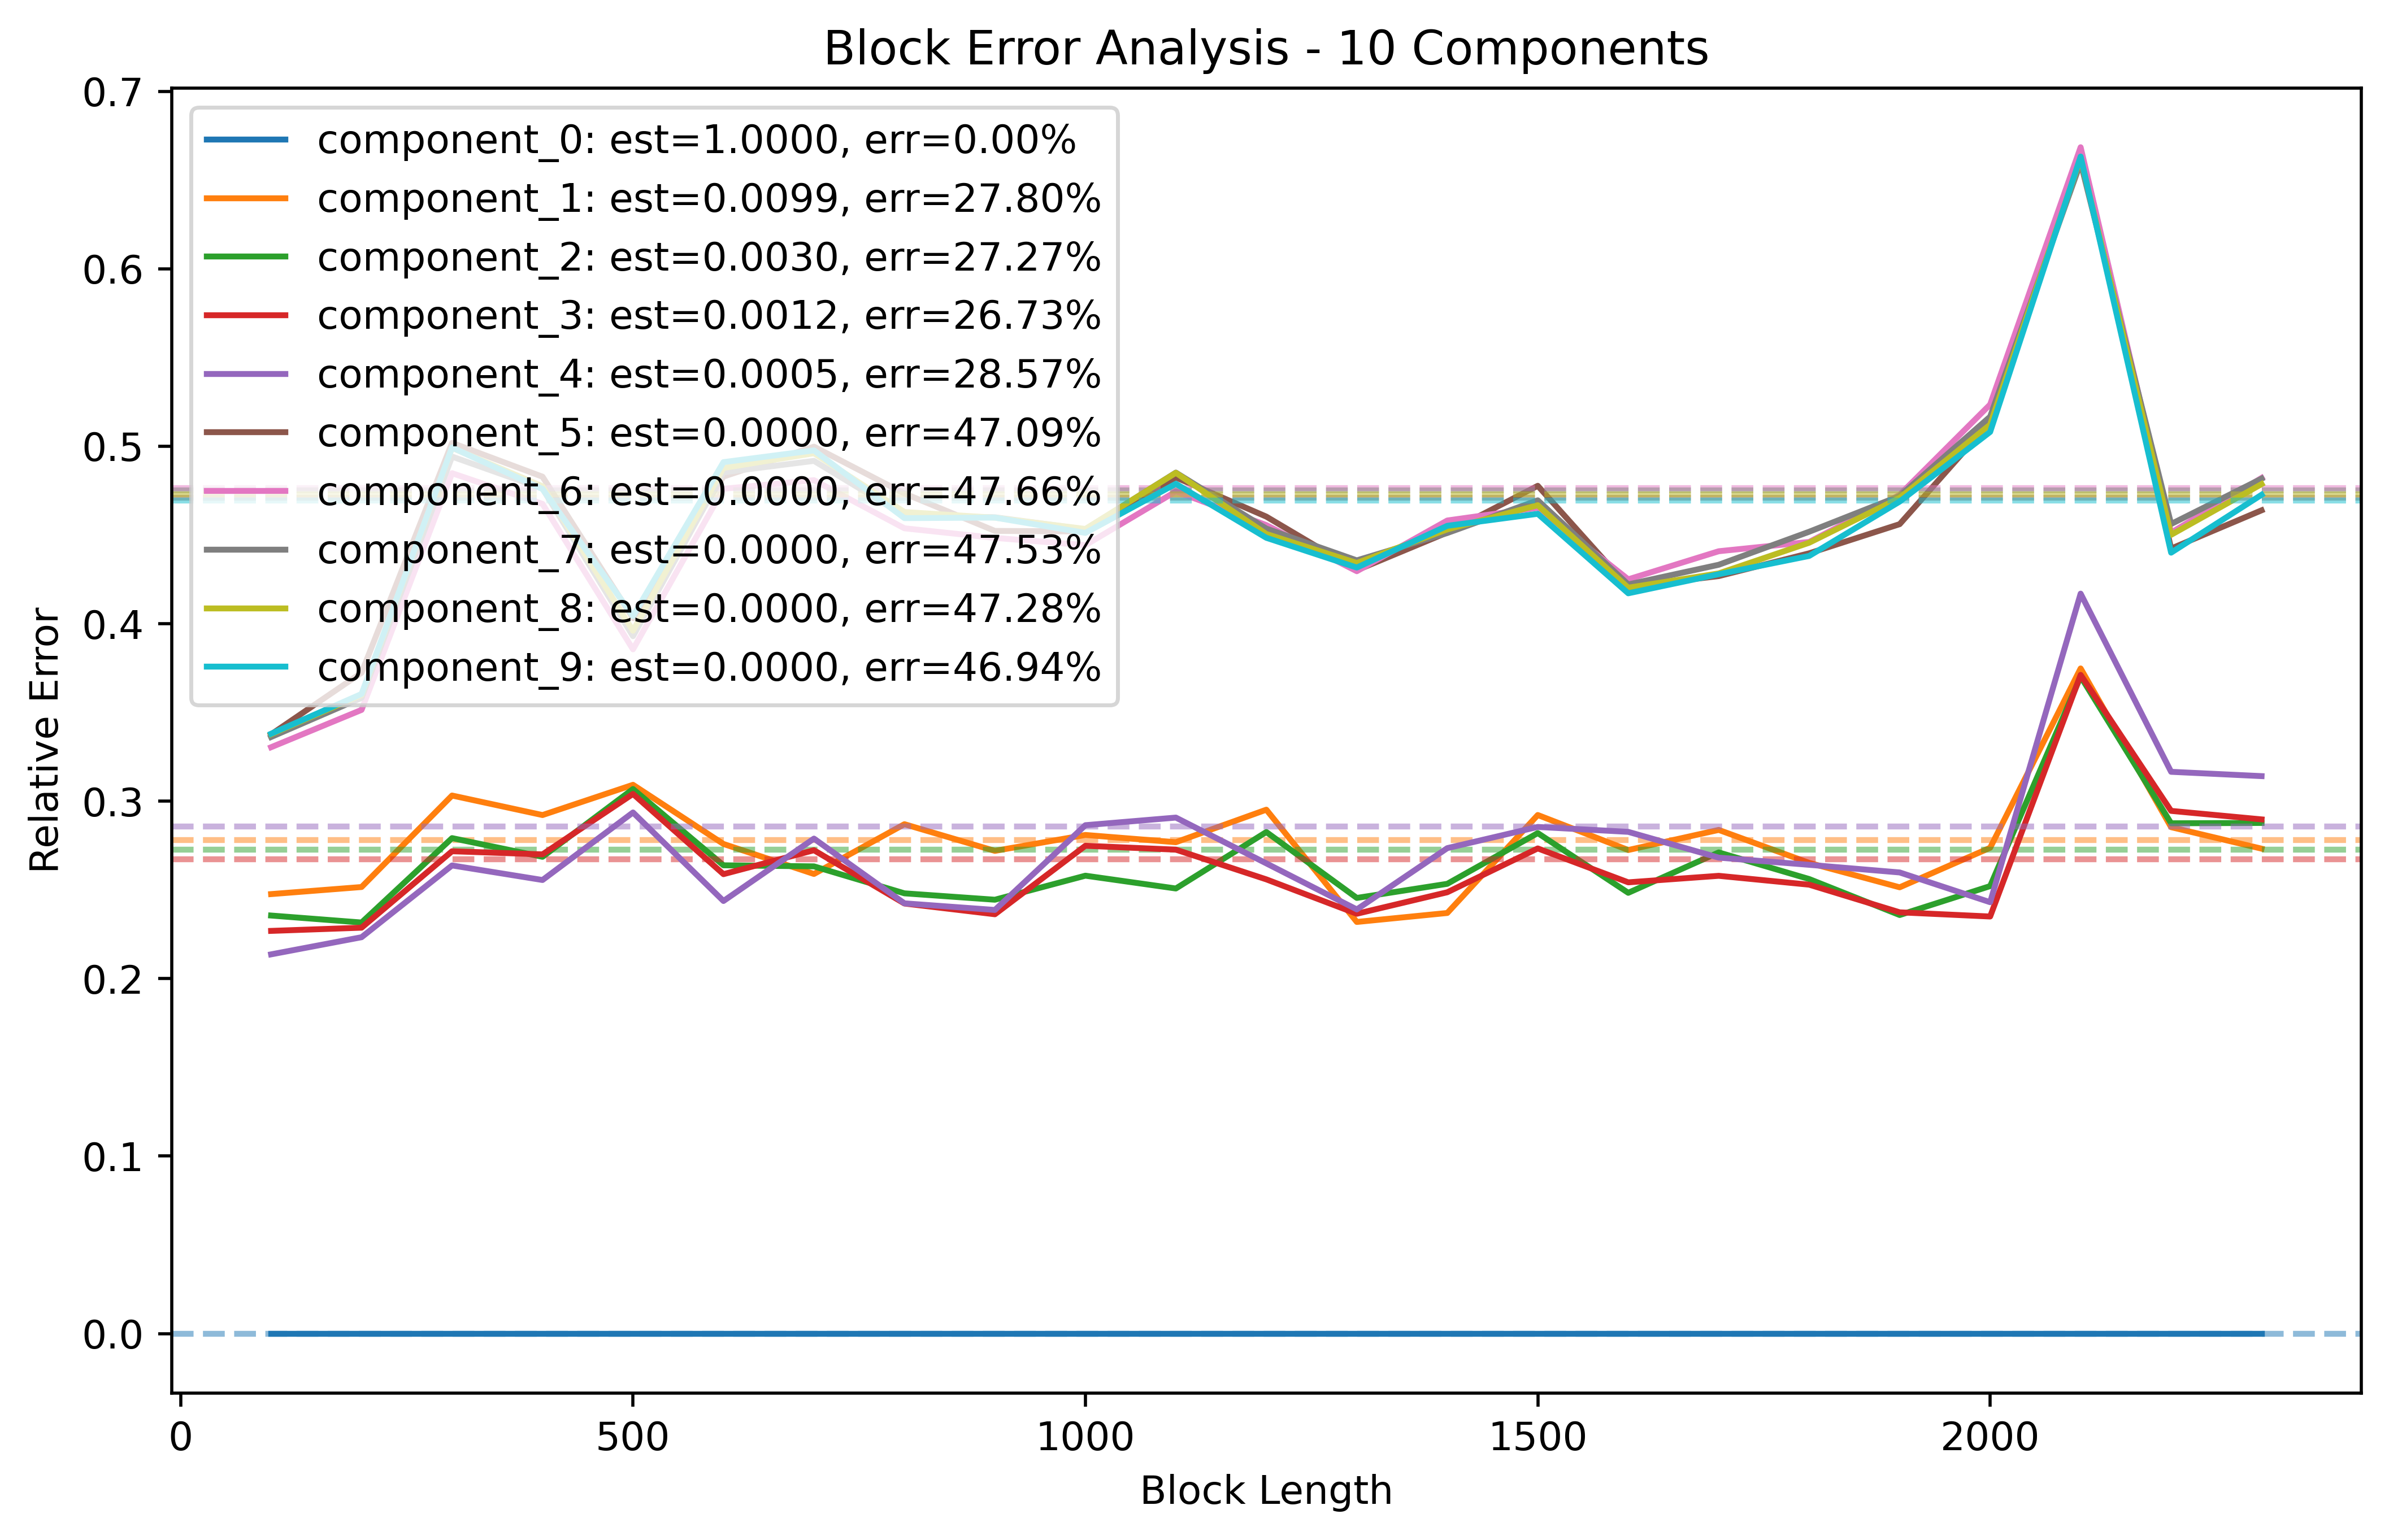 Block Error Analysis - 10 Components
0.7
0.6
0.5
0.4
0.3
0.2
0.1
0.0
Relative Error
component_0: est=1.0000, err=0.00%
component_1: est=0.0099, err=27.80%
component_2: est=0.0030, err=27.27%
component_3: est=0.0012, err=26.73%
component_4: est=0.0005, err=28.57%
component_5: est=0.0000, err=47.09%
component_6: est=0.0000, err=47.66%
component_7: est=0.0000, err=47.53%
component_8: est=0.0000, err=47.28%
component_9: est=0.0000, err=46.94%
0 500 1000 1500 2000
Block Length